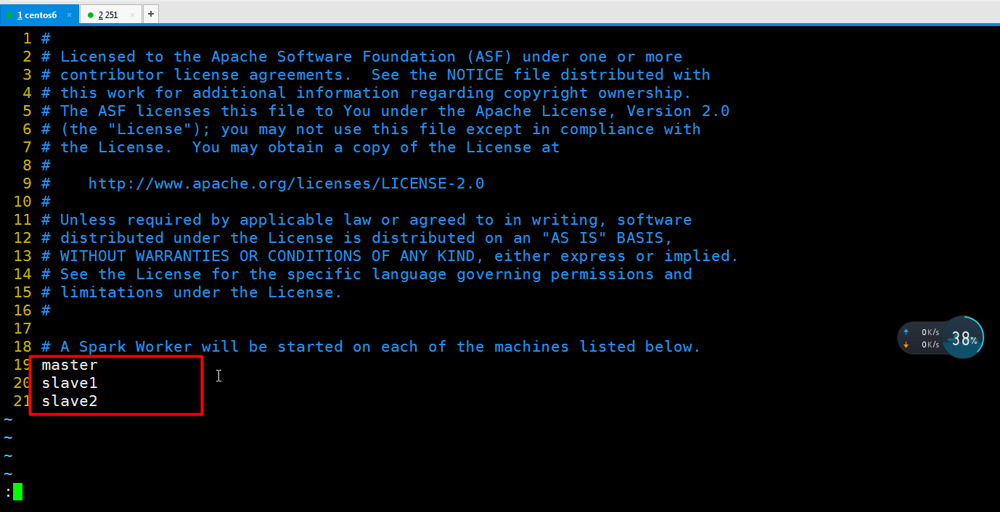 1 centos6 × 2 251 × +
1 #
2 # Licensed to the Apache Software Foundation (ASF) under one or more
3 # contributor license agreements.  See the NOTICE file distributed with
4 # this work for additional information regarding copyright ownership.
5 # The ASF licenses this file to You under the Apache License, Version 2.0
6 # (the "License"); you may not use this file except in compliance with
7 # the License.  You may obtain a copy of the License at
8 #
9 #    http://www.apache.org/licenses/LICENSE-2.0
10 #
11 # Unless required by applicable law or agreed to in writing, software
12 # distributed under the License is distributed on an "AS IS" BASIS,
13 # WITHOUT WARRANTIES OR CONDITIONS OF ANY KIND, either express or implied.
14 # See the License for the specific language governing permissions and
15 # limitations under the License.
16 #
17
18 # A Spark Worker will be started on each of the machines listed below.
19 master
20 slave1
21 slave2
~
~
~
~
:
0K/s
0K/s
38%